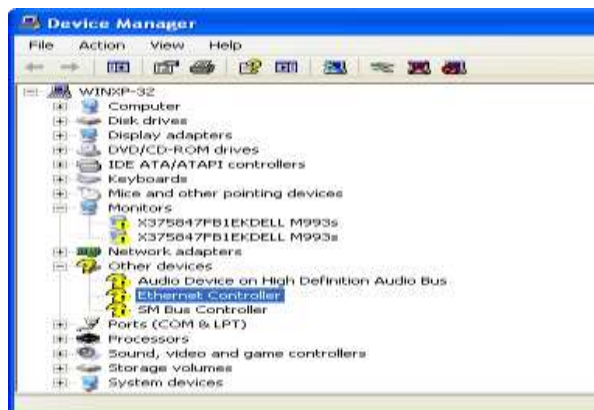 Device Manager
File Action View Help
WINXP-32
Computer
Disk drives
Display adapters
DVD/CD-ROM drives
IDE ATA/ATAPI controllers
Keyboards
Mice and other pointing devices
Monitors
X375847PB1EKDELL M993s
X375847PB1EKDELL M993s
Network adapters
Other devices
Audio Device on High Definition Audio Bus
Ethernet Controller
SM Bus Controller
Ports (COM & LPT)
Processors
Sound, video and game controllers
Storage volumes
System devices